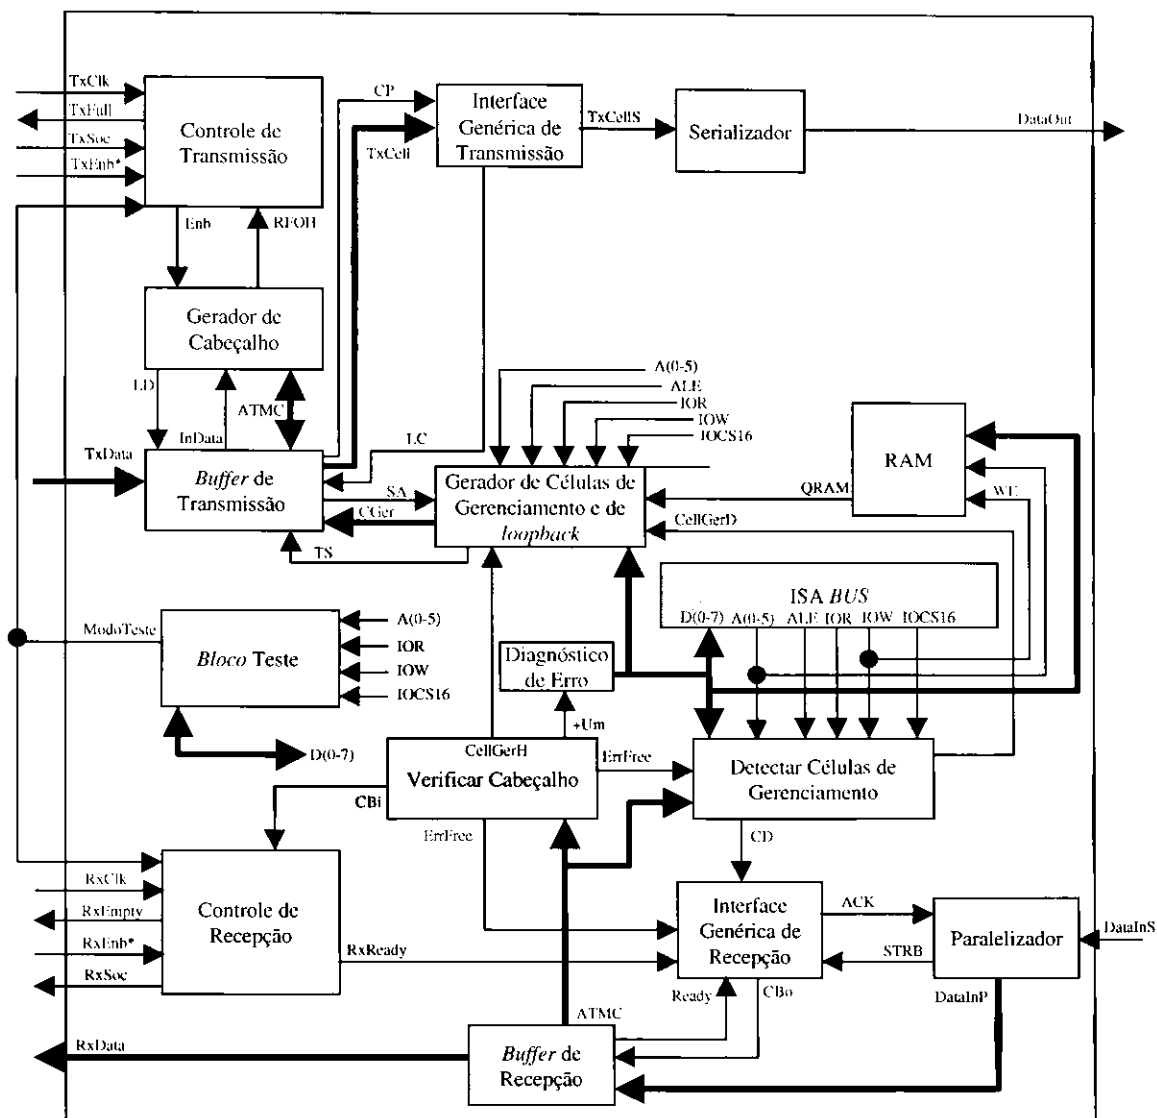 TxClk
TxFull
TxSoc
TxEnb*
Controle de
Transmissão
CP
TxCell
Interface
Genérica de
Transmissão
TxCellS
Serializador
DataOut
Enb
RFOH
Gerador de
Cabeçalho
LD
InData
ATMC
TxData
Buffer de
Transmissão
LC
SA
CGer
TS
A(0-5)
ALE
IOR
IOW
IOCS16
Gerador de Células de
Gerenciamento e de
loopback
QRAM
CellGerD
RAM
WE
ISA BUS
D(0-7)
A(0-5)
ALE
IOR
IOW
IOCS16
ModoTeste
Bloco Teste
A(0-5)
IOR
IOW
IOCS16
D(0-7)
Diagnóstico
de Erro
+Um
CellGerH
Verificar Cabeçalho
ErrFree
CBi
ErrFree
Detectar Células de
Gerenciamento
CD
RxClk
RxEmpty
RxEnb*
RxSoc
Controle de
Recepção
RxReady
Interface
Genérica de
Recepção
ACK
STRB
Paralelizador
DataInS
DataInP
Ready
CBo
ATMC
RxData
Buffer de
Recepção